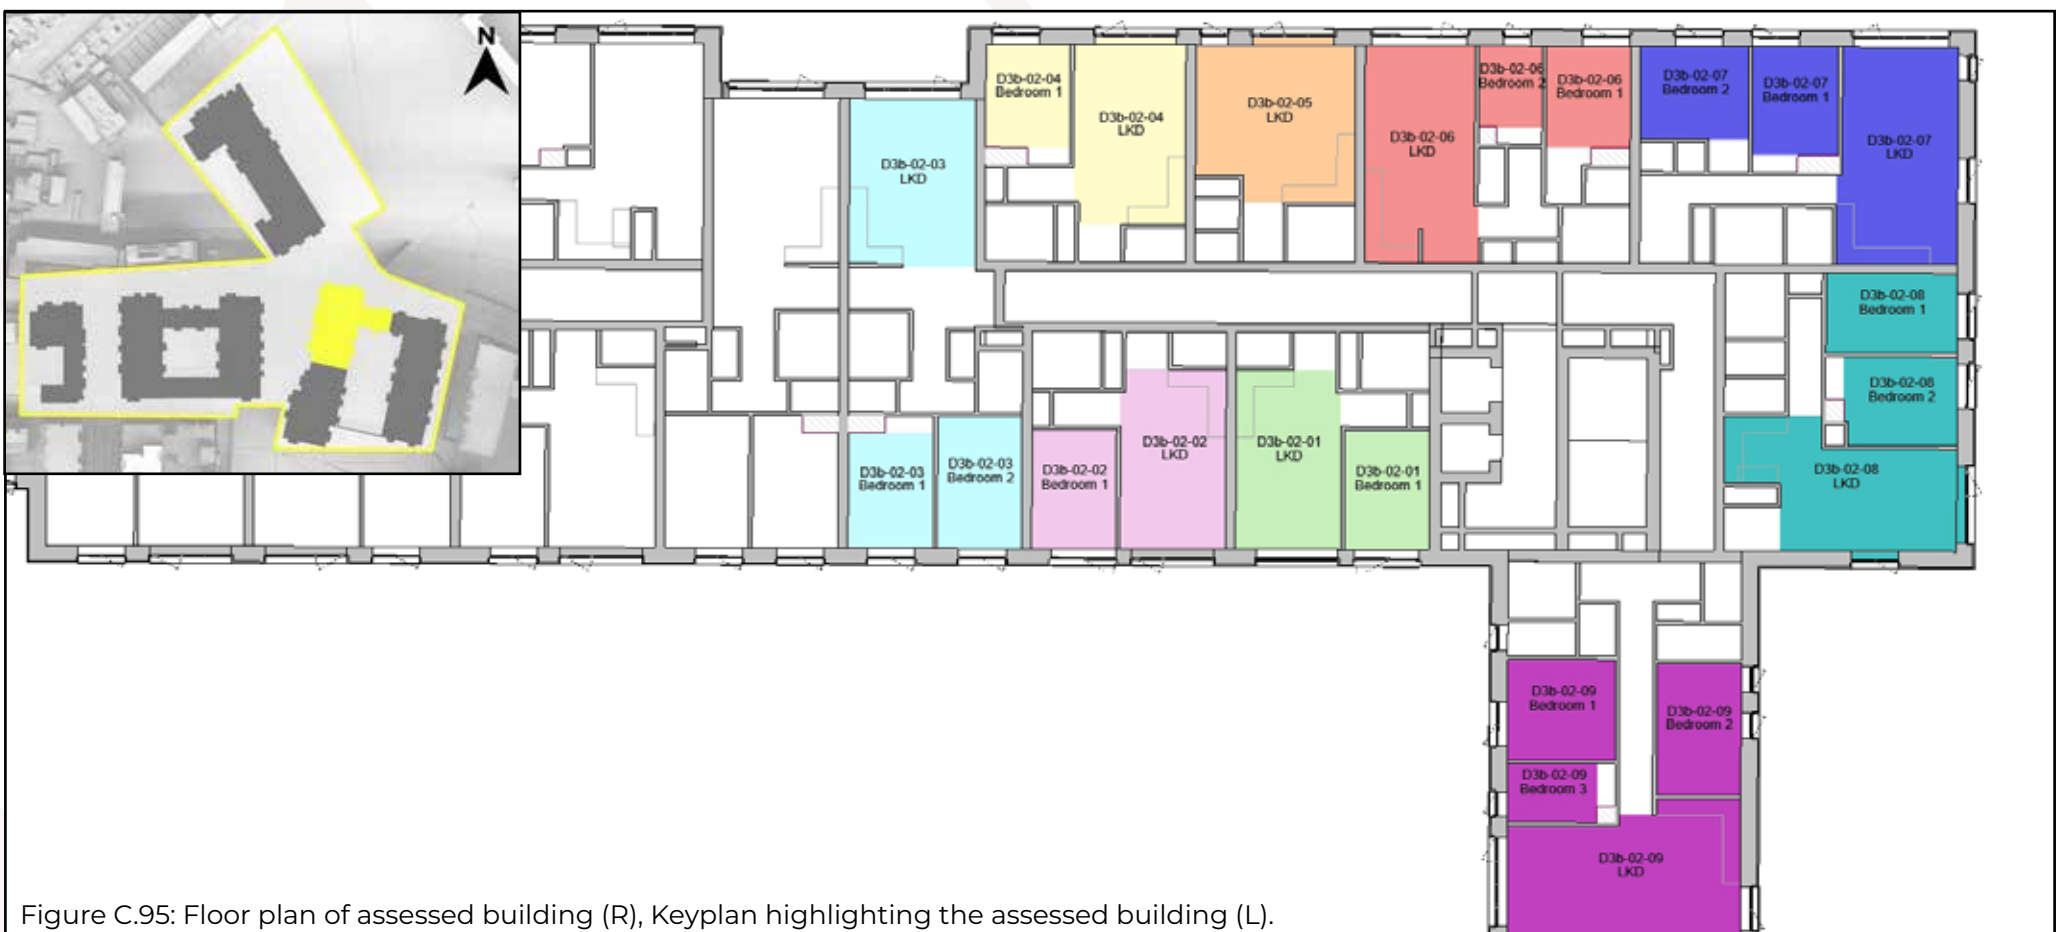 N
D3b-02-04
Bedroom 1
D3b-02-04
LKD
D3b-02-05
LKD
D3b-02-06
LKD
D3b-02-06
Bedroom 2
D3b-02-06
Bedroom 1
D3b-02-07
Bedroom 2
D3b-02-07
Bedroom 1
D3b-02-07
LKD
D3b-02-03
LKD
D3b-02-08
Bedroom 1
D3b-02-08
Bedroom 2
D3b-02-08
LKD
D3b-02-03
Bedroom 1
D3b-02-03
Bedroom 2
D3b-02-02
Bedroom 1
D3b-02-02
LKD
D3b-02-01
LKD
D3b-02-01
Bedroom 1
D3b-02-09
Bedroom 1
D3b-02-09
Bedroom 2
D3b-02-09
Bedroom 3
D3b-02-09
LKD
Figure C.95: Floor plan of assessed building (R), Keyplan highlighting the assessed building (L).